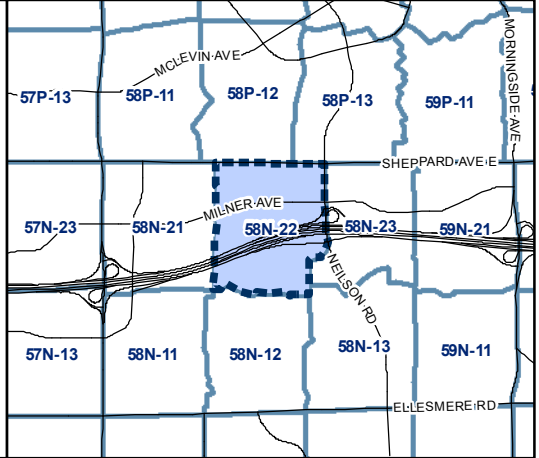 MCLEVIN AVE
MORNINGSIDE AVE
57P-13
58P-11
58P-12
58P-13
59P-11
SHEPPARD AVE E
MILNER AVE
57N-23
58N-21
58N-22
58N-23
59N-21
NEILSON RD
57N-13
58N-11
58N-12
58N-13
59N-11
ELLESMERE RD